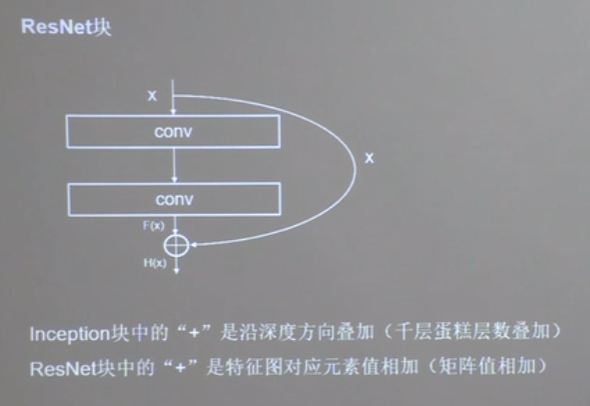 ResNet块
x
conv
x
conv
F(x)
H(x)
Inception块中的“+”是沿深度方向叠加（千层蛋糕层数叠加）
ResNet块中的“+”是特征图对应元素值相加（矩阵值相加）